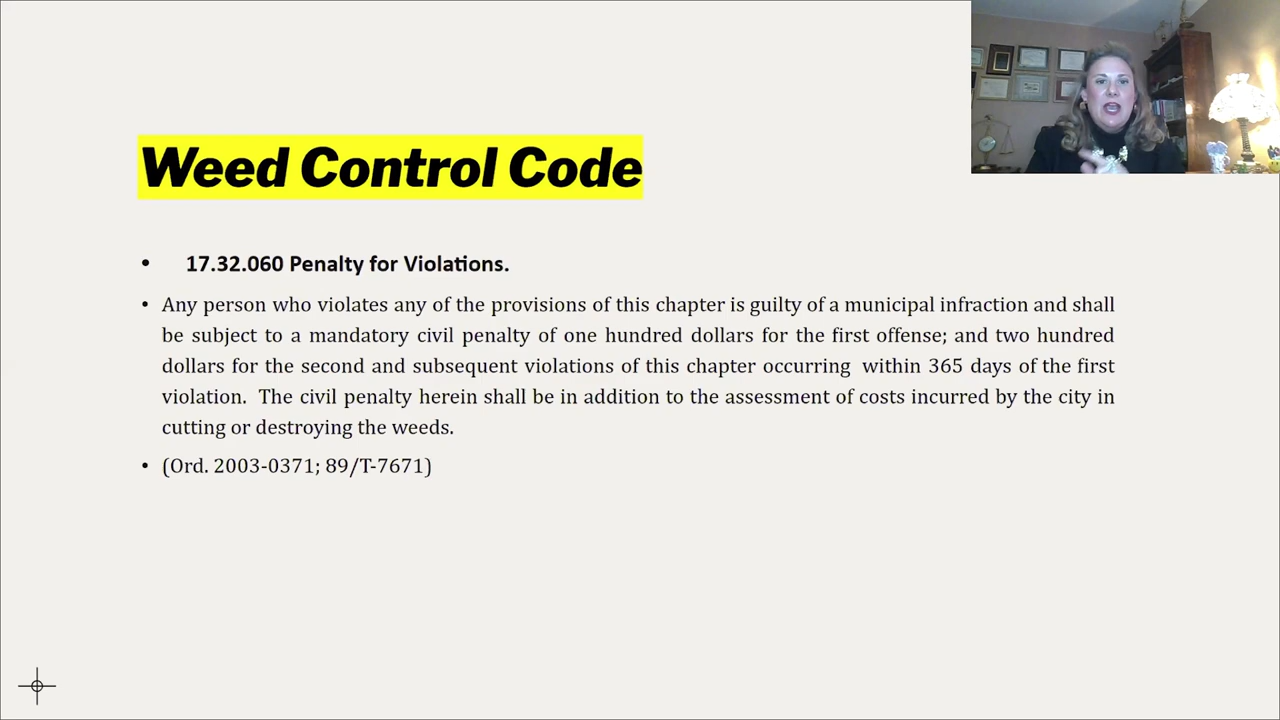 Weed Control Code
• 17.32.060 Penalty for Violations.
• Any person who violates any of the provisions of this chapter is guilty of a municipal infraction and shall
be subject to a mandatory civil penalty of one hundred dollars for the first offense; and two hundred
dollars for the second and subsequent violations of this chapter occurring within 365 days of the first
violation. The civil penalty herein shall be in addition to the assessment of costs incurred by the city in
cutting or destroying the weeds.
• (Ord. 2003-0371; 89/T-7671)